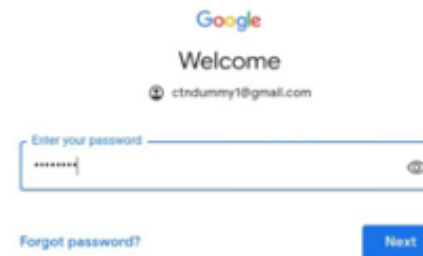 Google
Welcome
ctndummy1@gmail.com
Enter your password
••••••••
Forgot password?
Next